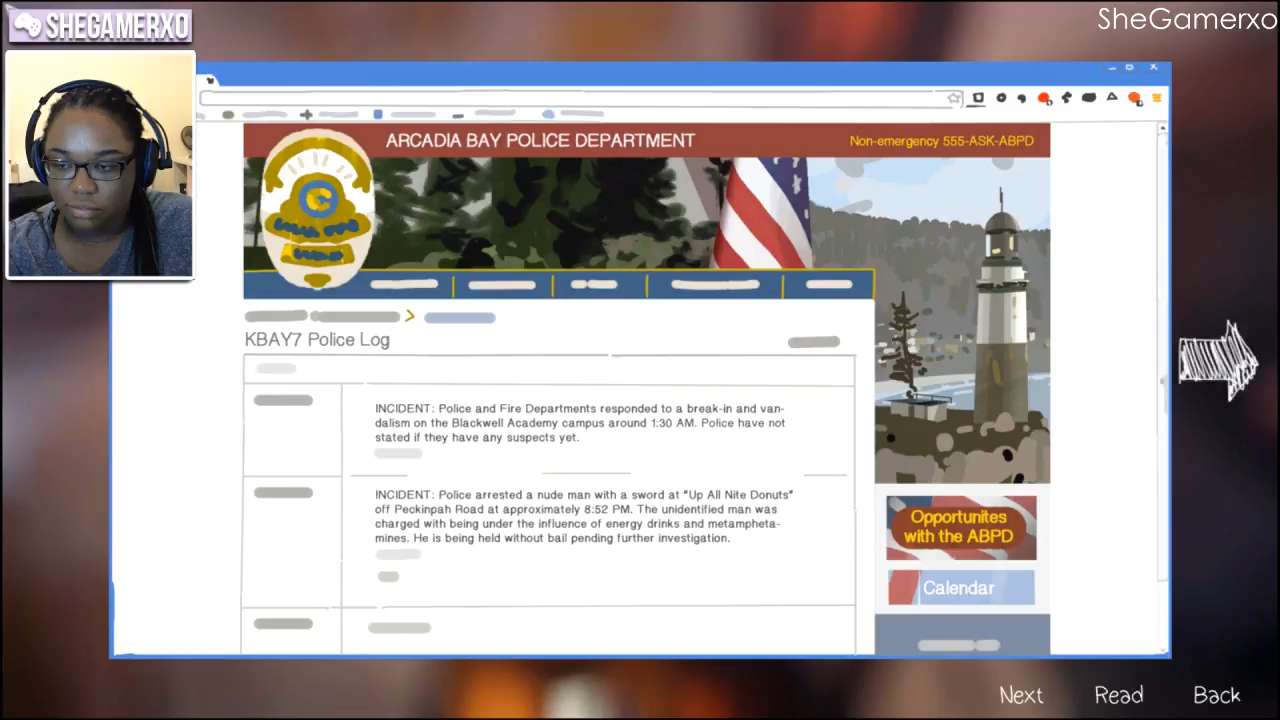 SHEGAMERXO
SheGamerxo
ARCADIA BAY POLICE DEPARTMENT
Non-emergency 555-ASK-ABPD
KBAY7 Police Log
INCIDENT: Police and Fire Departments responded to a break-in and van-
dalism on the Blackwell Academy campus around 1:30 AM. Police have not
stated if they have any suspects yet.
INCIDENT: Police arrested a nude man with a sword at "Up All Nite Donuts"
off Peckinpah Road at approximately 8:52 PM. The unidentified man was
charged with being under the influence of energy drinks and metampheta-
mines. He is being held without bail pending further investigation.
Opportunites
with the ABPD
Calendar
Next Read Back